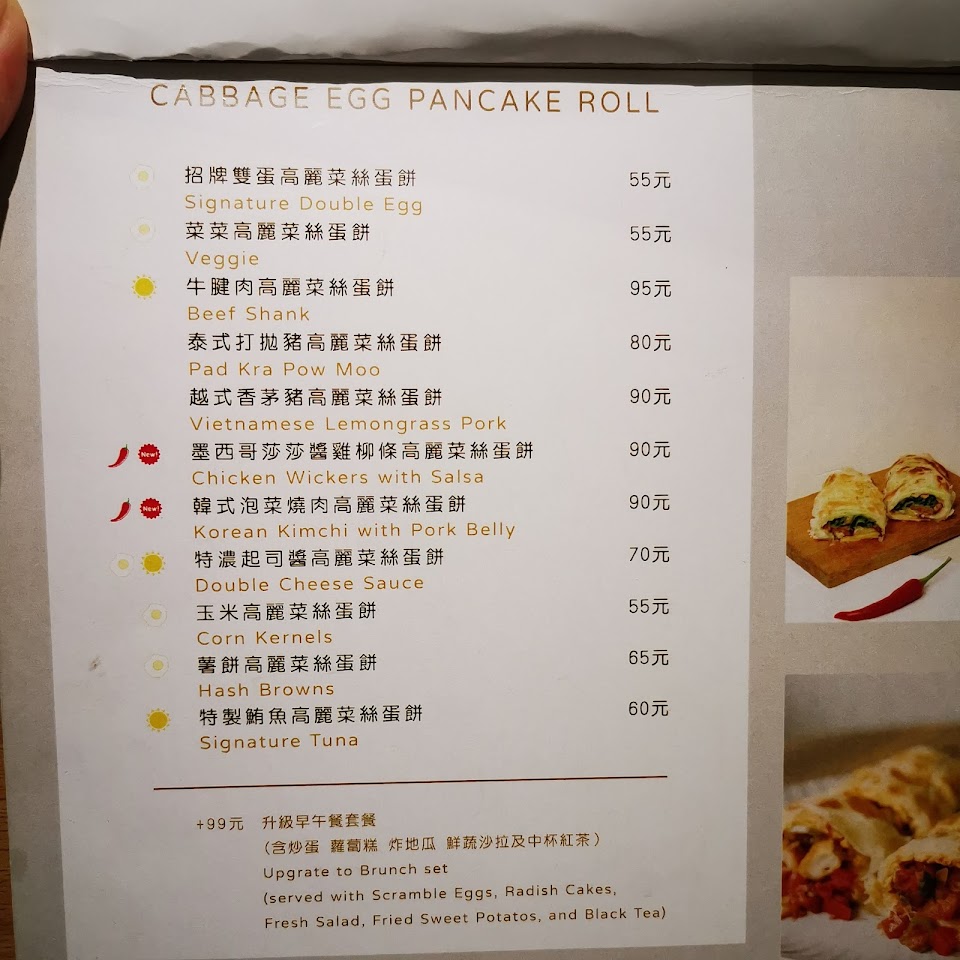 CABBAGE EGG PANCAKE ROLL
招牌雙蛋高麗菜絲蛋餅 55元
Signature Double Egg
菜菜高麗菜絲蛋餅 55元
Veggie
牛腱肉高麗菜絲蛋餅 95元
Beef Shank
泰式打拋豬高麗菜絲蛋餅 80元
Pad Kra Pow Moo
越式香茅豬高麗菜絲蛋餅 90元
Vietnamese Lemongrass Pork
New! 墨西哥莎莎醬雞柳條高麗菜絲蛋餅 90元
Chicken Wickers with Salsa
New! 韓式泡菜燒肉高麗菜絲蛋餅 90元
Korean Kimchi with Pork Belly
特濃起司醬高麗菜絲蛋餅 70元
Double Cheese Sauce
玉米高麗菜絲蛋餅 55元
Corn Kernels
薯餅高麗菜絲蛋餅 65元
Hash Browns
特製鮪魚高麗菜絲蛋餅 60元
Signature Tuna
+99元 升級早午餐套餐
（含炒蛋 蘿蔔糕 炸地瓜 鮮蔬沙拉及中杯紅茶）
Upgrate to Brunch set
(served with Scramble Eggs, Radish Cakes,
Fresh Salad, Fried Sweet Potatos, and Black Tea)